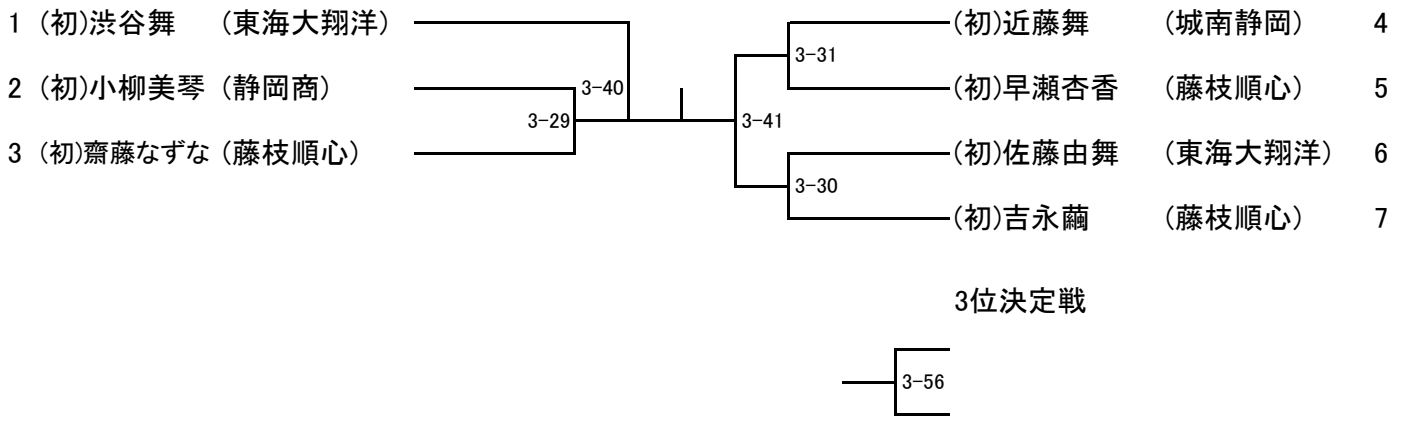 1 (初)渋谷舞 (東海大翔洋) (初)近藤舞 (城南静岡) 4
3-31
2 (初)小柳美琴 (静岡商) 3-40 (初)早瀬杏香 (藤枝順心) 5
3-29 3-41
3 (初)齋藤なずな (藤枝順心) (初)佐藤由舞 (東海大翔洋) 6
3-30
(初)吉永繭 (藤枝順心) 7
3位決定戦
3-56